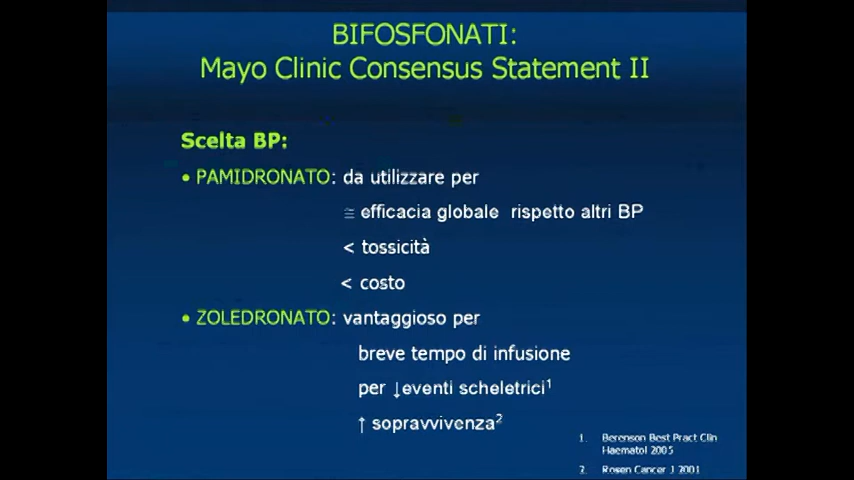 BIFOSFONATI:
Mayo Clinic Consensus Statement II
Scelta BP:
• PAMIDRONATO: da utilizzare per
≅ efficacia globale rispetto altri BP
< tossicità
< costo
• ZOLEDRONATO: vantaggioso per
breve tempo di infusione
per ↓eventi scheletrici¹
↑ sopravvivenza²
1. Berenson Best Pract Clin
Haematol 2005
2. Rosen Cancer J 2001